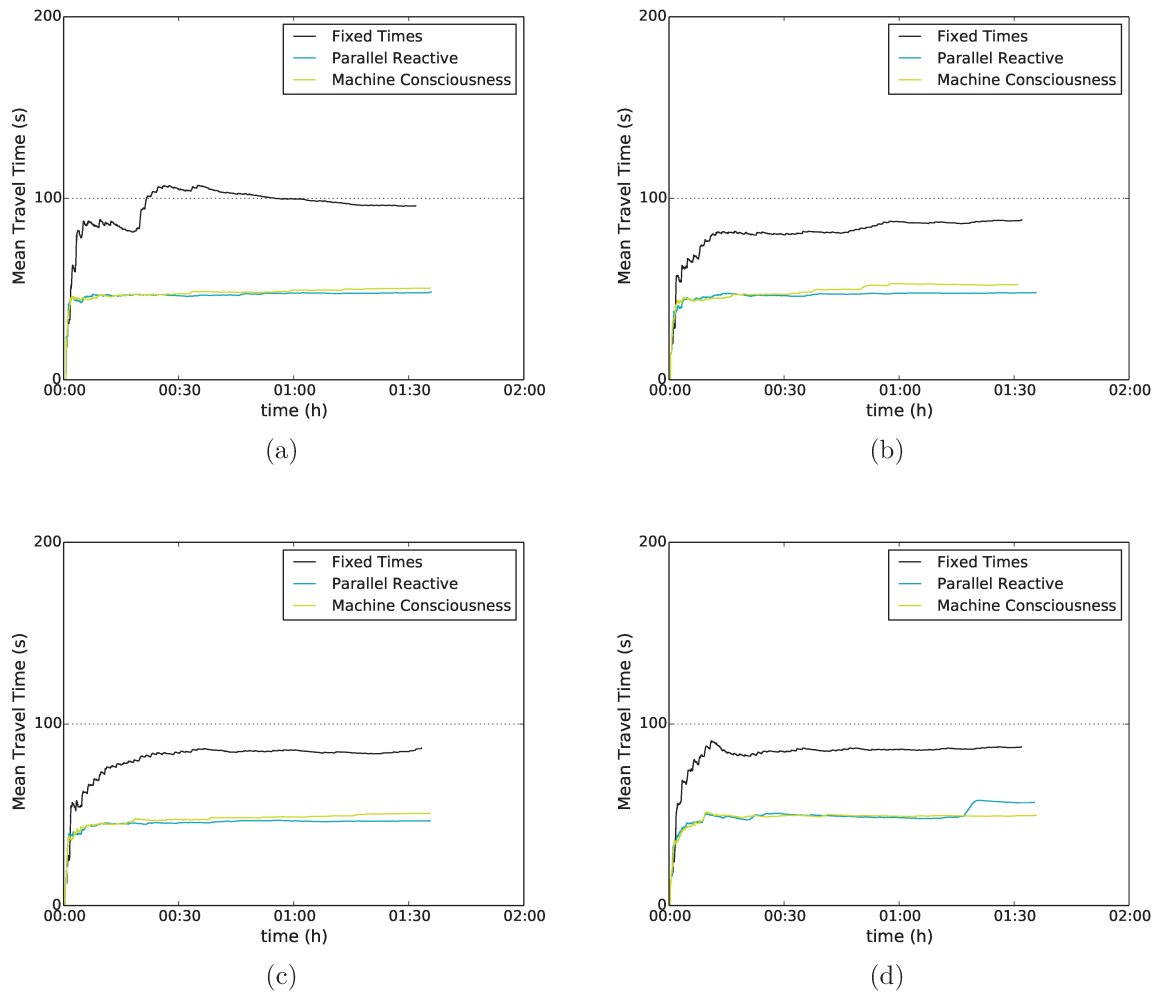 200
Fixed Times
Parallel Reactive
Machine Consciousness
Mean Travel Time (s)
100
0
00:00 00:30 01:00 01:30 02:00
time (h)
(a)
200
Fixed Times
Parallel Reactive
Machine Consciousness
Mean Travel Time (s)
100
0
00:00 00:30 01:00 01:30 02:00
time (h)
(b)
200
Fixed Times
Parallel Reactive
Machine Consciousness
Mean Travel Time (s)
100
0
00:00 00:30 01:00 01:30 02:00
time (h)
(c)
200
Fixed Times
Parallel Reactive
Machine Consciousness
Mean Travel Time (s)
100
0
00:00 00:30 01:00 01:30 02:00
time (h)
(d)